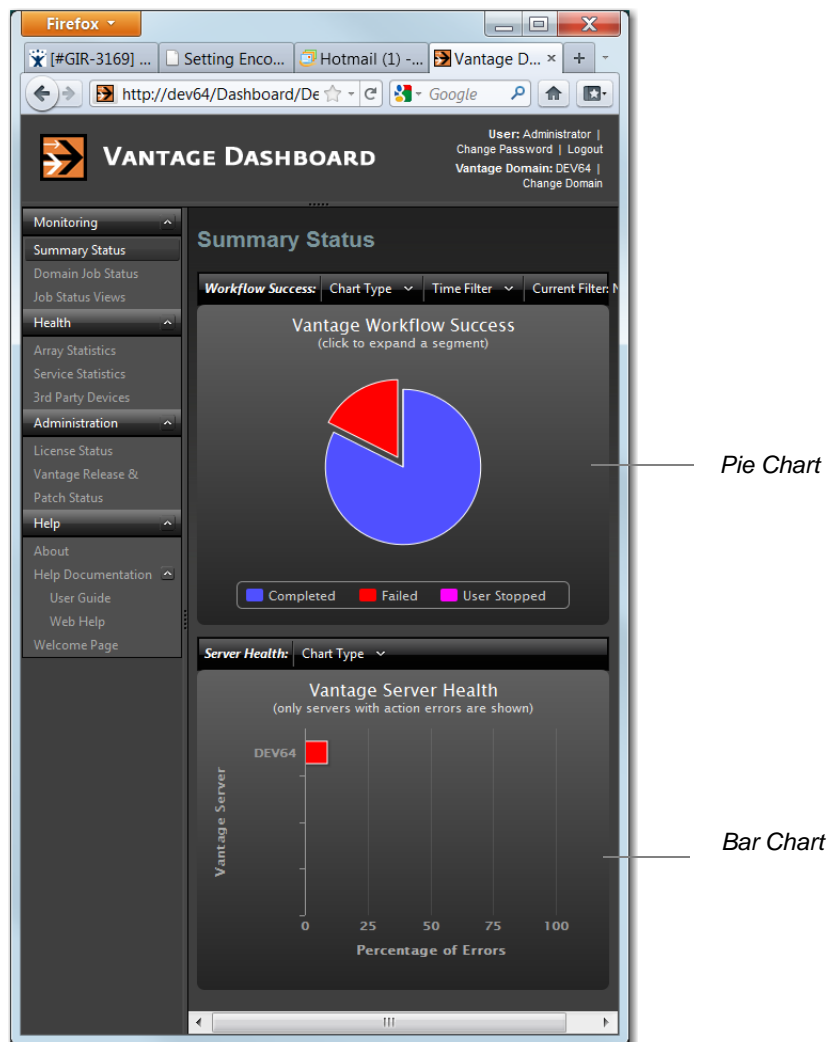 Firefox
[#GIR-3169] ... Setting Enco... Hotmail (1) -... Vantage D... ×
http://dev64/Dashboard/De Google
VANTAGE DASHBOARD
User: Administrator |
Change Password | Logout
Vantage Domain: DEV64 |
Change Domain
Monitoring
Summary Status
Domain Job Status
Job Status Views
Health
Array Statistics
Service Statistics
3rd Party Devices
Administration
License Status
Vantage Release &
Patch Status
Help
About
Help Documentation
User Guide
Web Help
Welcome Page
Summary Status
Workflow Success: Chart Type Time Filter Current Filter:
Vantage Workflow Success
(click to expand a segment)
Completed Failed User Stopped
Pie Chart
Server Health: Chart Type
Vantage Server Health
(only servers with action errors are shown)
DEV64
Vantage Server
0 25 50 75 100
Percentage of Errors
Bar Chart